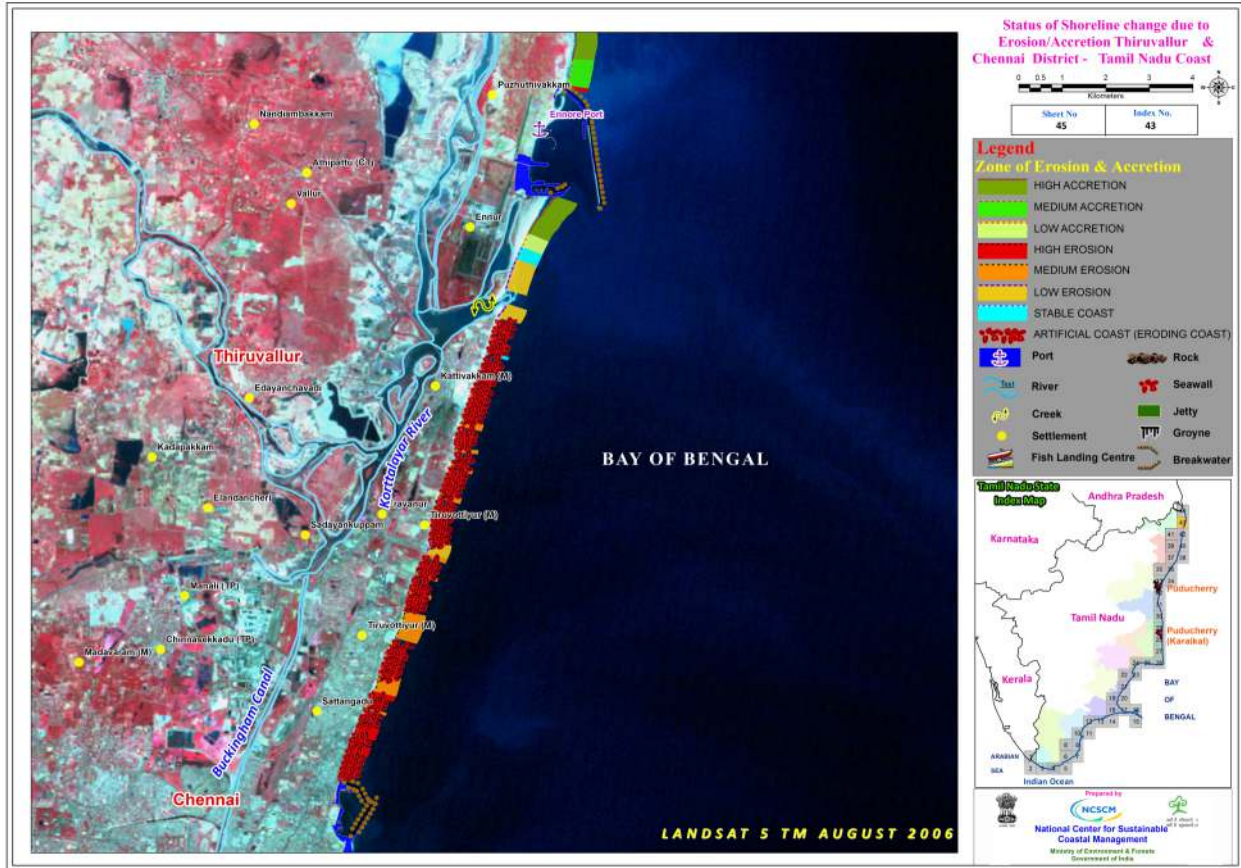 Status of Shoreline change due to
Erosion/Accretion Thiruvallur &
Chennai District - Tamil Nadu Coast
0 0.5 1 2 3 4
Kilometers
Sheet No
45
Index No.
43
Legend
Zone of Erosion & Accretion
HIGH ACCRETION
MEDIUM ACCRETION
LOW ACCRETION
HIGH EROSION
MEDIUM EROSION
LOW EROSION
STABLE COAST
ARTIFICIAL COAST (ERODING COAST)
Port
Rock
River
Seawall
Creek
Jetty
Settlement
Groyne
Fish Landing Centre
Breakwater
Tamil Nadu State
Index Map
Andhra Pradesh
Karnataka
Puducherry
Tamil Nadu
Puducherry
(Karaikal)
Kerala
BAY
OF
BENGAL
ARABIAN
SEA
Indian Ocean
Prepared by
NCSCM
National Center for Sustainable
Coastal Management
Ministry of Environment & Forests
Government of India
Puzhuthivakkam
Nandiambakkam
Ennore Port
Athipattu (CT)
Vallur
Ennur
Thiruvallur
Kattivakkam (M)
Edayanchavadi
Korttalayar River
Kadapakkam
BAY OF BENGAL
Elandancheri
Tiruvottiyur (M)
Sadayankuppam
Manali (TP)
Tiruvottiyur (M)
Chinnasekkadu (TP)
Madavaram (M)
Sattangadu
Buckingham Canal
Chennai
LANDSAT 5 TM AUGUST 2006